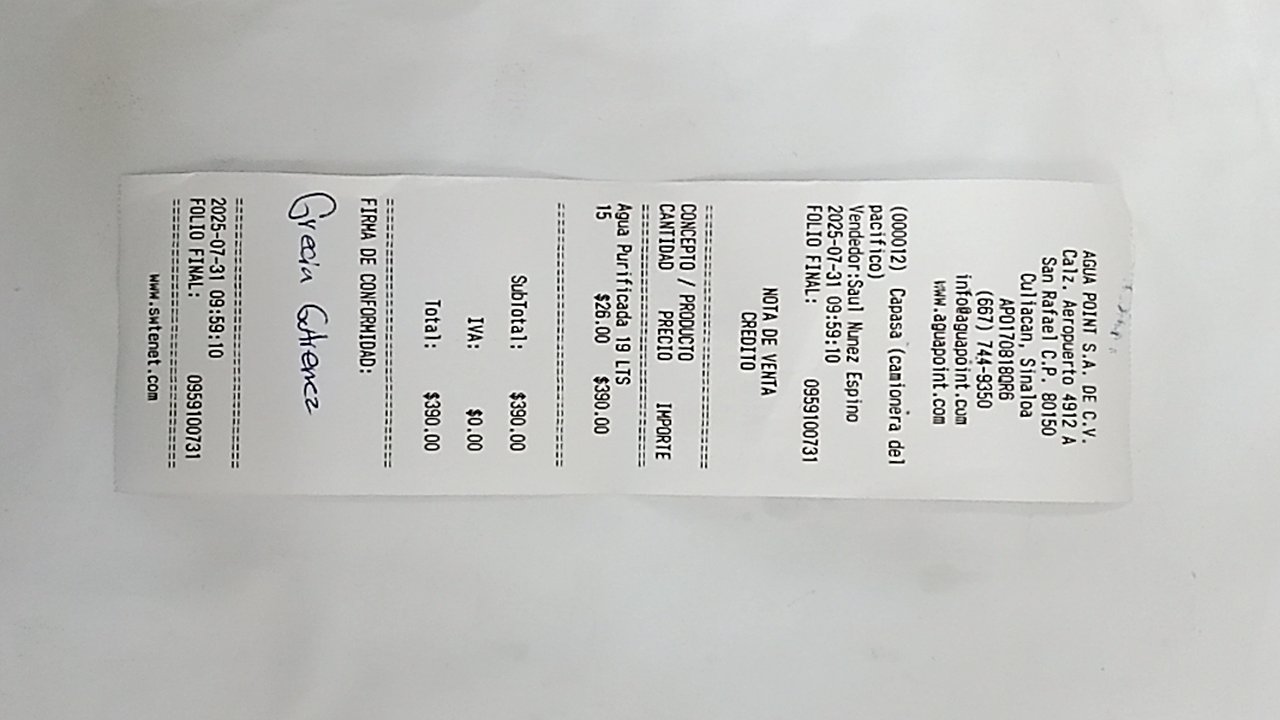 AGUA POINT S.A. DE C.V.
Calz. Aeropuerto 4912 A
San Rafael C.P. 80150
Culiacan, Sinaloa
APO170818QR6
(667) 744-9350
info@aguapoint.com
www.aguapoint.com
NOTA DE VENTA
CREDITO
(000012) Capasa (camionera del
pacifico)
Vendedor:Saul Nunez Espino
2025-07-31 09:59:10
FOLIO FINAL: 0959100731
==============================
CONCEPTO / PRODUCTO
CANTIDAD PRECIO IMPORTE
==============================
Agua Purificada 19 LTS
15 $26.00 $390.00
==============================
SubTotal: $390.00
IVA: $0.00
Total: $390.00
==============================
FIRMA DE CONFORMIDAD:
Grecia Gutierrez
==============================
2025-07-31 09:59:10
FOLIO FINAL: 0959100731
==============================
www.swtenet.com